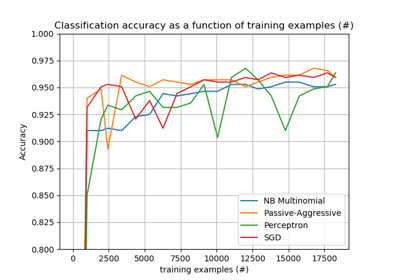 Classification accuracy as a function of training examples (#)
1.000
0.975
0.950
0.925
0.900
0.875
0.850
0.825
0.800
Accuracy
NB Multinomial
Passive-Aggressive
Perceptron
SGD
0 2500 5000 7500 10000 12500 15000 17500
training examples (#)